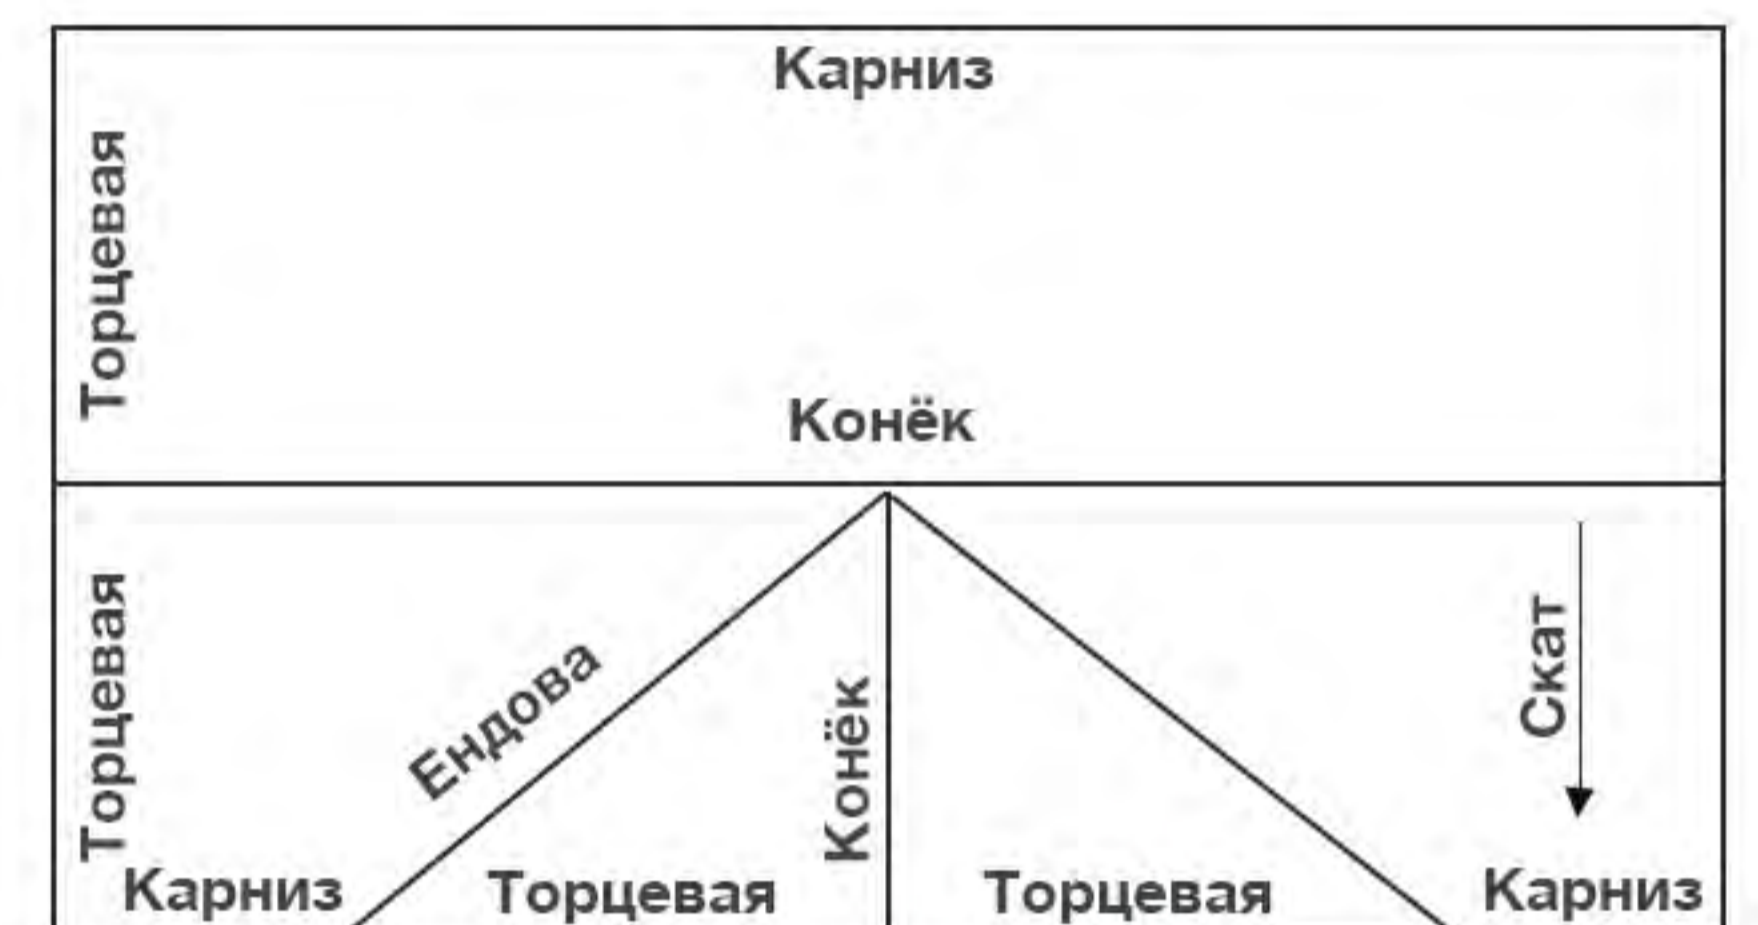 Карниз
Торцевая
Конёк
Торцевая
Ендова
Конёк
Скат
Карниз
Торцевая
Торцевая
Карниз